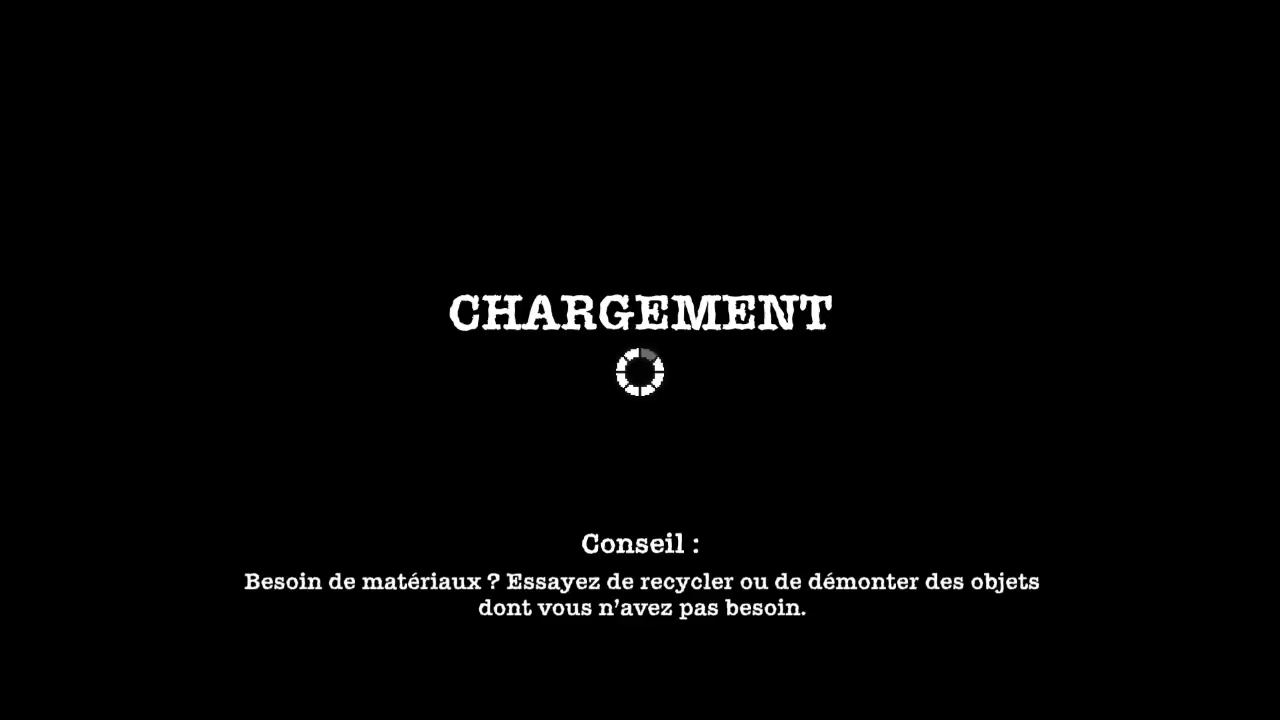 CHARGEMENT
Conseil :
Besoin de matériaux ? Essayez de recycler ou de démonter des objets
dont vous n'avez pas besoin.